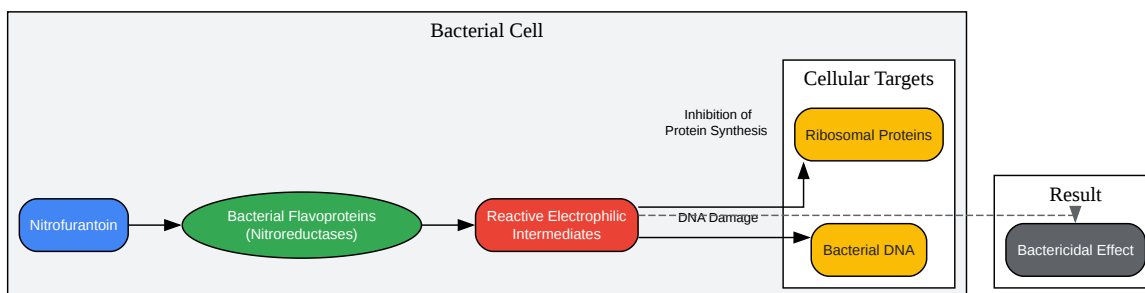 Bacterial Cell
Cellular Targets
Inhibition of
Protein Synthesis
Ribosomal Proteins
Result
Nitrofurantoin
Bacterial Flavoproteins
(Nitroreductases)
Reactive Electrophilic
Intermediates
DNA Damage
Bacterial DNA
Bactericidal Effect